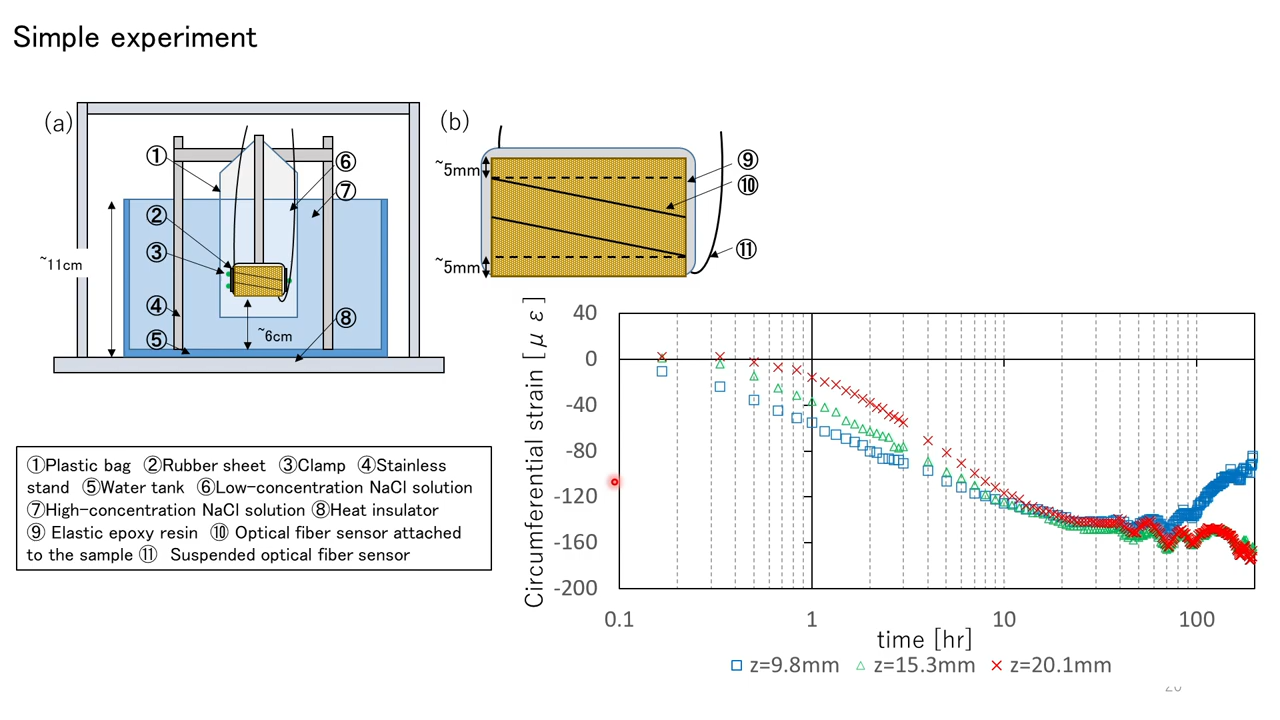 Simple experiment
(a)
①
②
③
④
⑤
⑥
⑦
⑧
~11cm
~6cm
(b)
~5mm
~5mm
⑨
⑩
⑪
①Plastic bag ②Rubber sheet ③Clamp ④Stainless
stand ⑤Water tank ⑥Low-concentration NaCl solution
⑦High-concentration NaCl solution ⑧Heat insulator
⑨ Elastic epoxy resin ⑩ Optical fiber sensor attached
to the sample ⑪ Suspended optical fiber sensor
Circumferential strain [μ ε]
40
0
-40
-80
-120
-160
-200
0.1 1 10 100
time [hr]
z=9.8mm z=15.3mm z=20.1mm